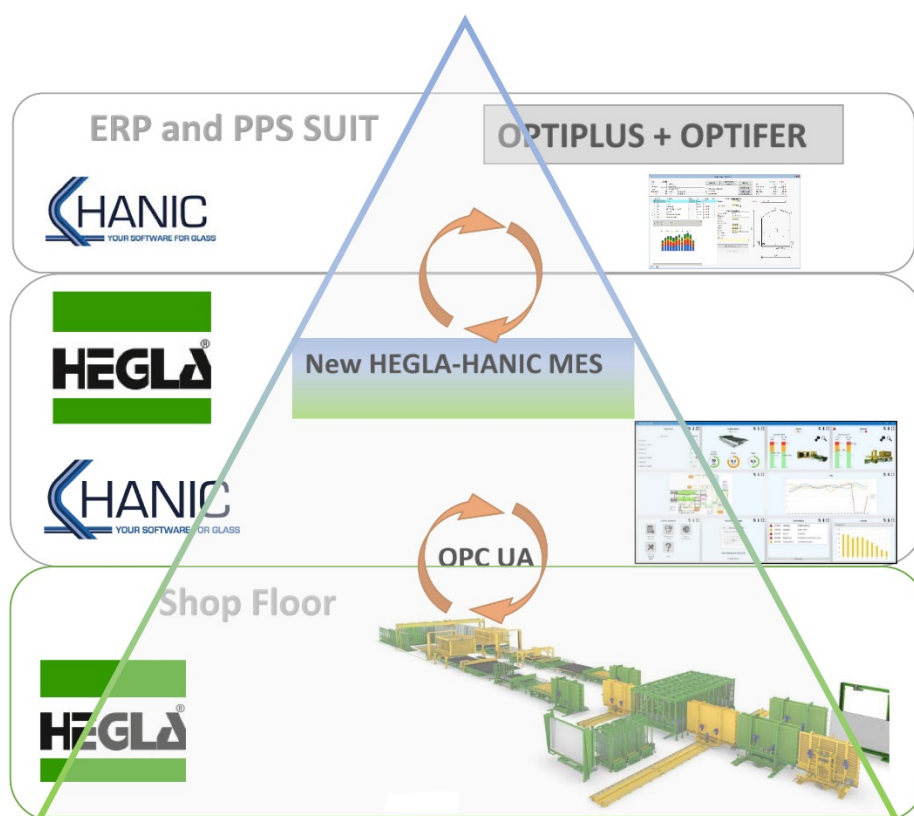 ERP and PPS SUIT
OPTIPLUS + OPTIFER
HANIC
YOUR SOFTWARE FOR GLASS
HEGLA®
New HEGLA-HANIC MES
HANIC
YOUR SOFTWARE FOR GLASS
OPC UA
Shop Floor
HEGLA®